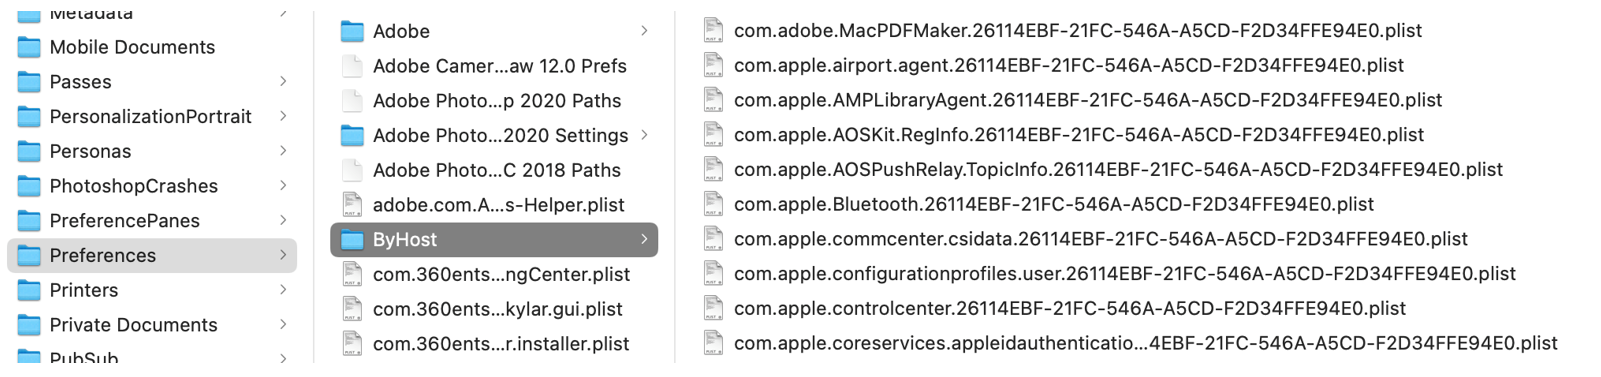 Metadata
Mobile Documents
Passes
PersonalizationPortrait
Personas
PhotoshopCrashes
PreferencePanes
Preferences
Printers
Private Documents
PubSub
Adobe
Adobe Camer...aw 12.0 Prefs
Adobe Photo...p 2020 Paths
Adobe Photo...2020 Settings
Adobe Photo...C 2018 Paths
adobe.com.A...s-Helper.plist
ByHost
com.360ents...ngCenter.plist
com.360ents...kylar.gui.plist
com.360ents...r.installer.plist
com.adobe.MacPDFMaker.26114EBF-21FC-546A-A5CD-F2D34FFE94E0.plist
com.apple.airport.agent.26114EBF-21FC-546A-A5CD-F2D34FFE94E0.plist
com.apple.AMPLibraryAgent.26114EBF-21FC-546A-A5CD-F2D34FFE94E0.plist
com.apple.AOSKit.RegInfo.26114EBF-21FC-546A-A5CD-F2D34FFE94E0.plist
com.apple.AOSPushRelay.TopicInfo.26114EBF-21FC-546A-A5CD-F2D34FFE94E0.plist
com.apple.Bluetooth.26114EBF-21FC-546A-A5CD-F2D34FFE94E0.plist
com.apple.commcenter.csidata.26114EBF-21FC-546A-A5CD-F2D34FFE94E0.plist
com.apple.configurationprofiles.user.26114EBF-21FC-546A-A5CD-F2D34FFE94E0.plist
com.apple.controlcenter.26114EBF-21FC-546A-A5CD-F2D34FFE94E0.plist
com.apple.coreservices.appleidauthenticatio...4EBF-21FC-546A-A5CD-F2D34FFE94E0.plist